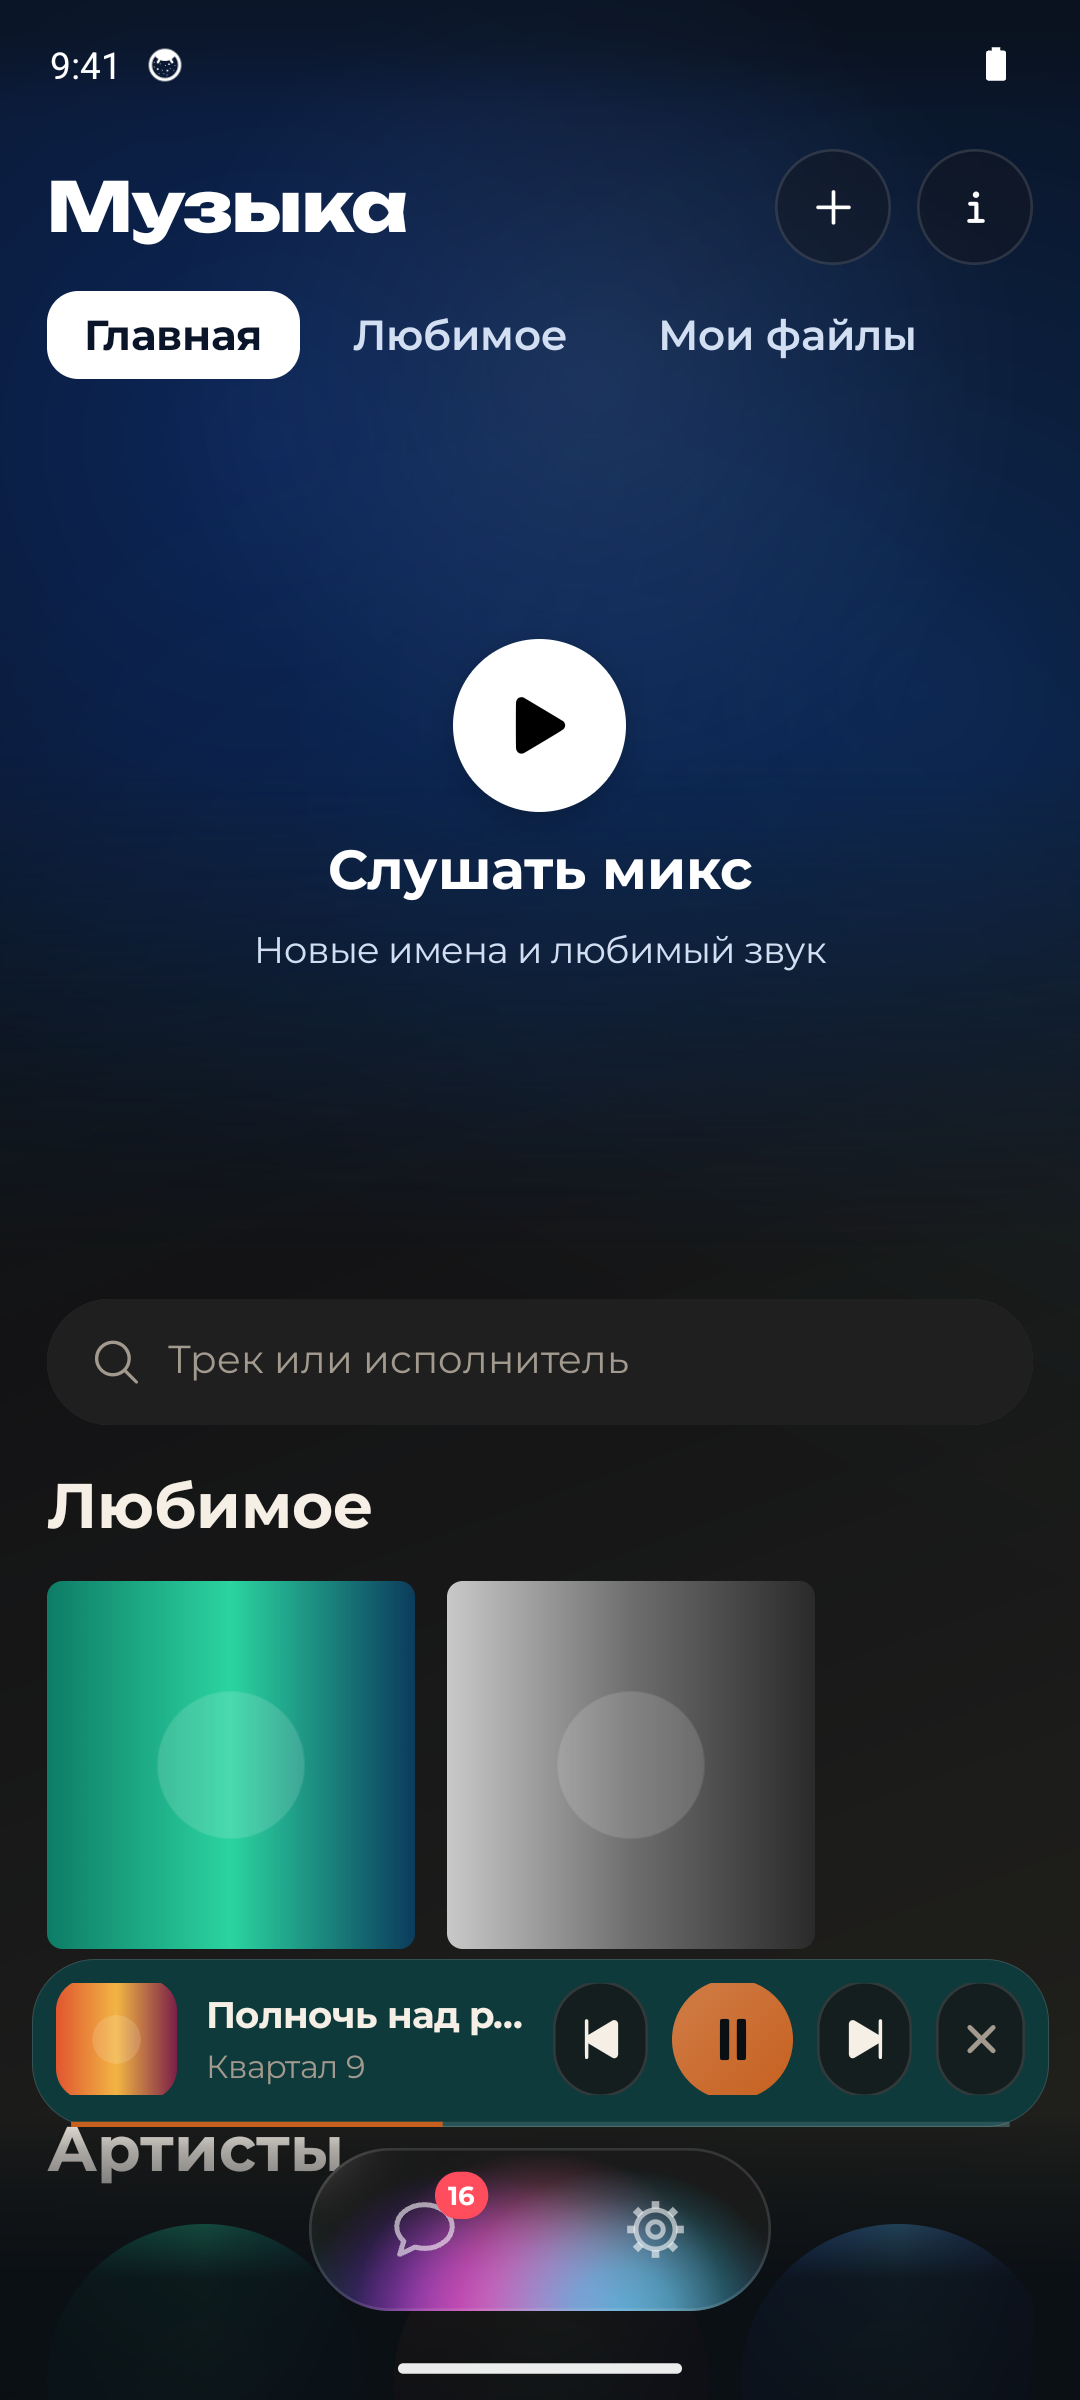 9:41
Музыка
Главная
Любимое
Мои файлы
Слушать микс
Новые имена и любимый звук
Трек или исполнитель
Любимое
Полночь над р...
Квартал 9
Артисты
16